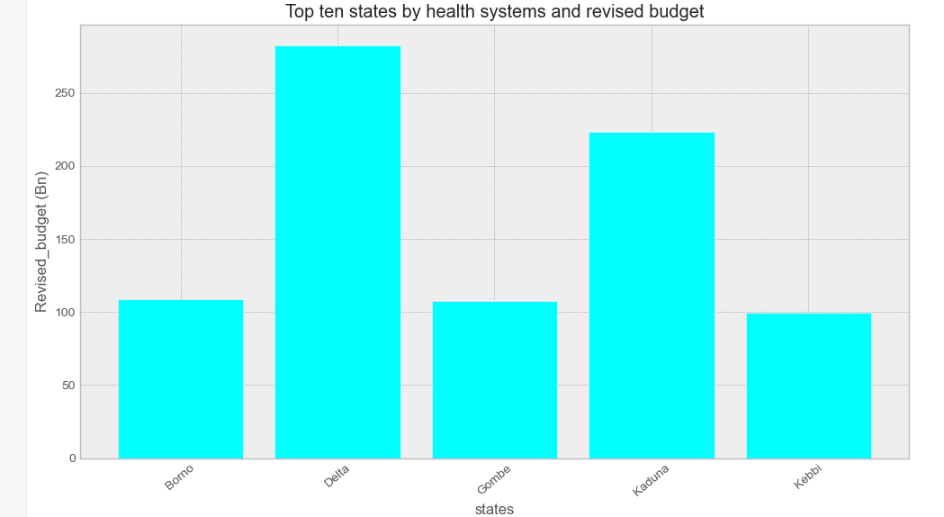 Top ten states by health systems and revised budget
Revised_budget (Bn)
250
200
150
100
50
0
Borno
Delta
Gombe
Kaduna
Kebbi
states